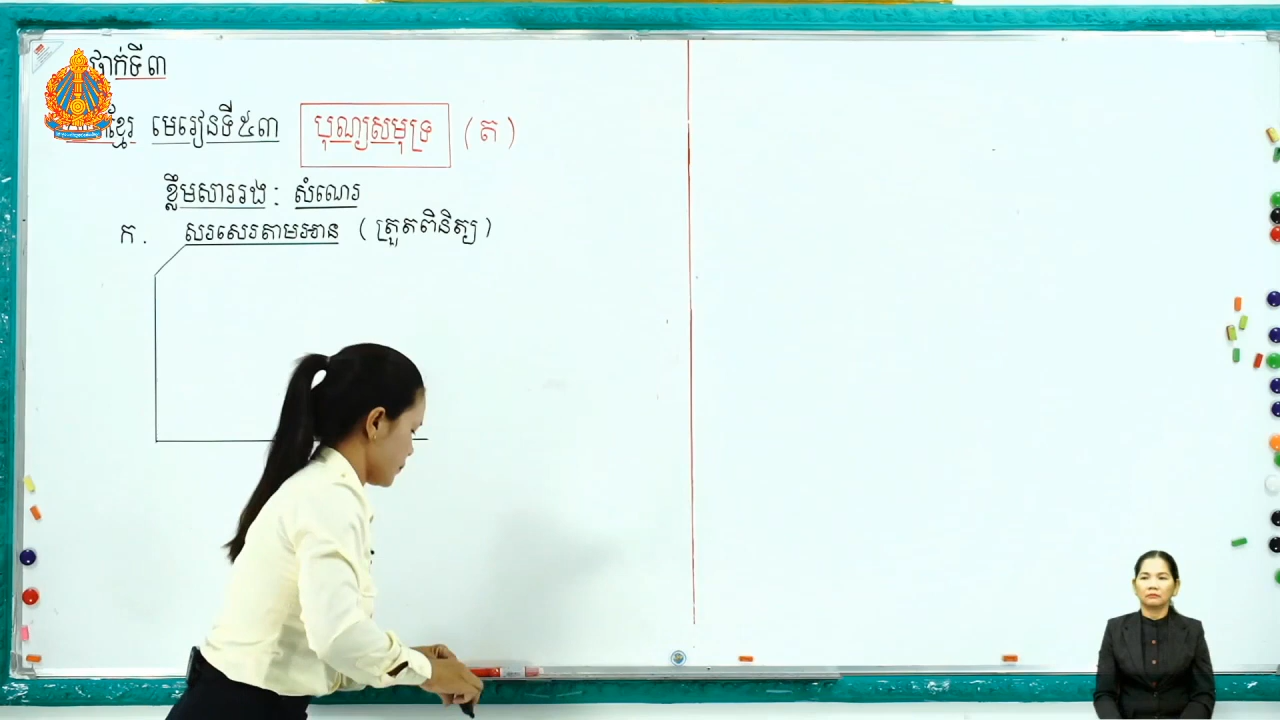 ថ្នាក់ទី៣
ខ្មែរ មេរៀនទី៥៣ បុណ្យសមុទ្រ (ត)
ខ្លឹមសាររង : សំណេរ
ក. សរសេរតាមអាន (ត្រួតពិនិត្យ)